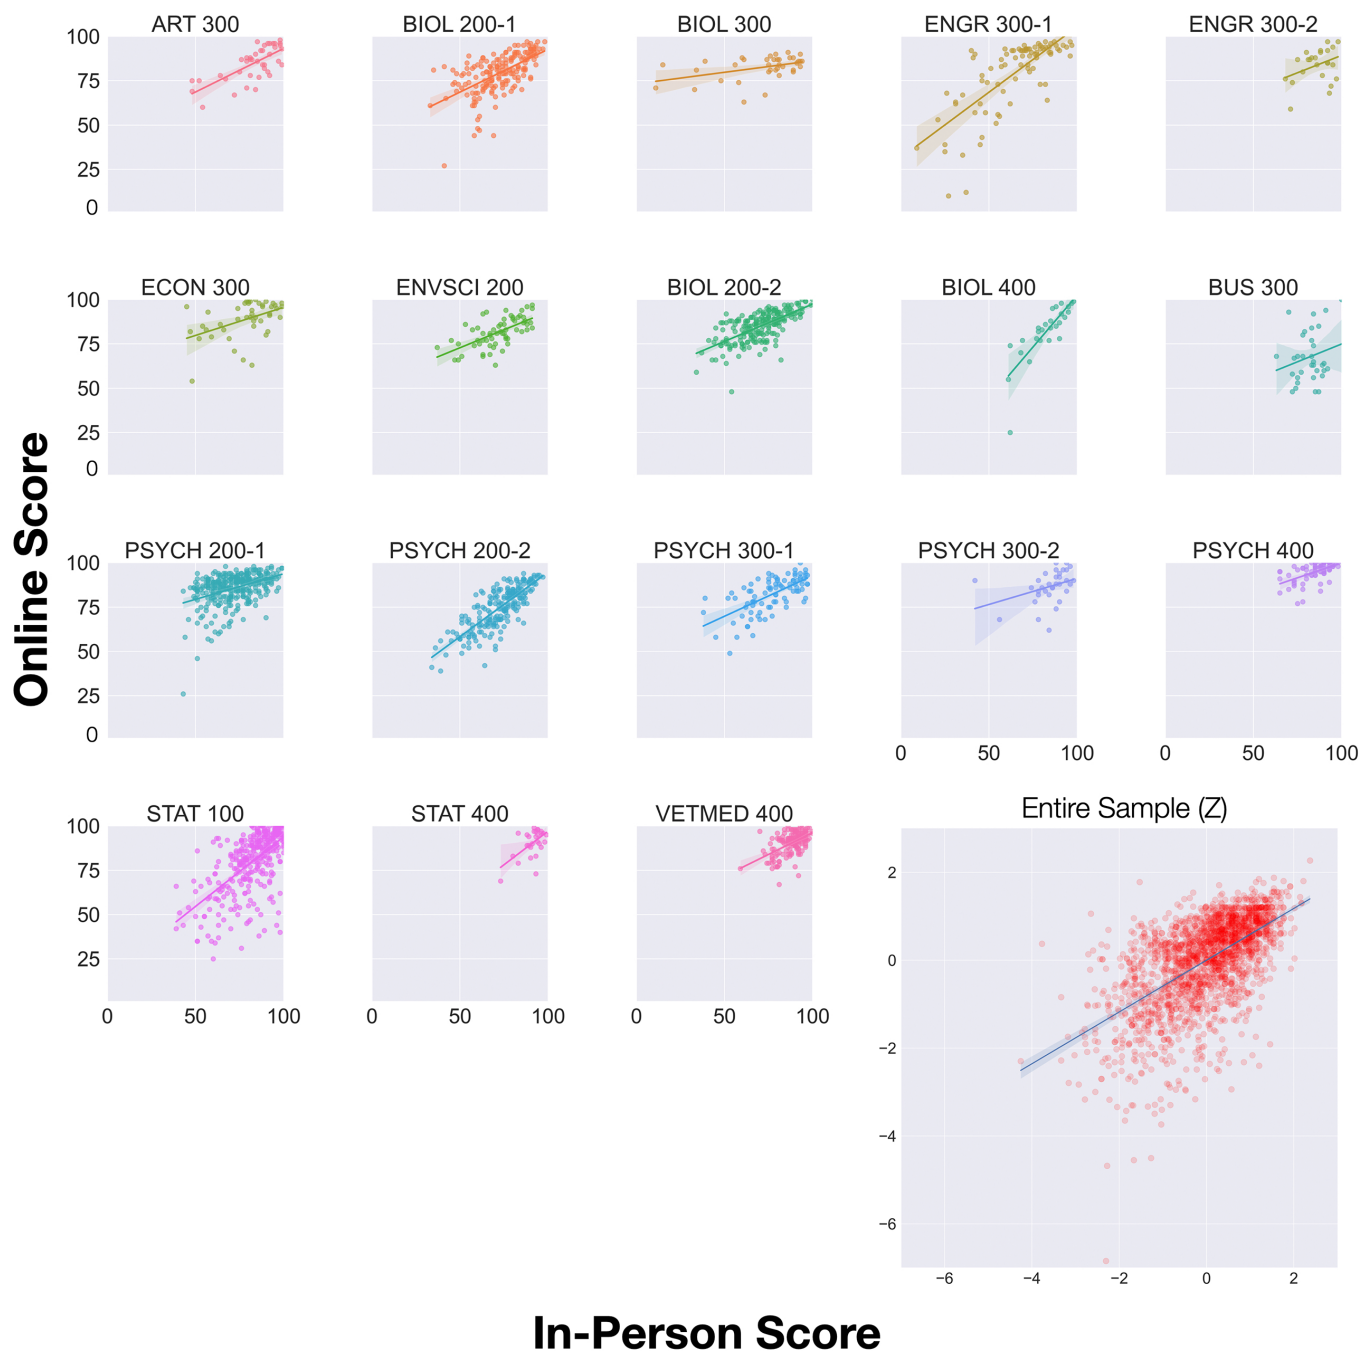 ART 300 BIOL 200-1 BIOL 300 ENGR 300-1 ENGR 300-2
100
75
50
25
0
ECON 300 ENVSCI 200 BIOL 200-2 BIOL 400 BUS 300
100
75
50
25
0
Online Score
PSYCH 200-1 PSYCH 200-2 PSYCH 300-1 PSYCH 300-2 PSYCH 400
100
75
50
25
0
0 50 100 0 50 100
STAT 100 STAT 400 VETMED 400 Entire Sample (Z)
100
75
50
25
0 50 100 0 50 100 0 50 100
2
0
−2
−4
−6
−6 −4 −2 0 2
In-Person Score